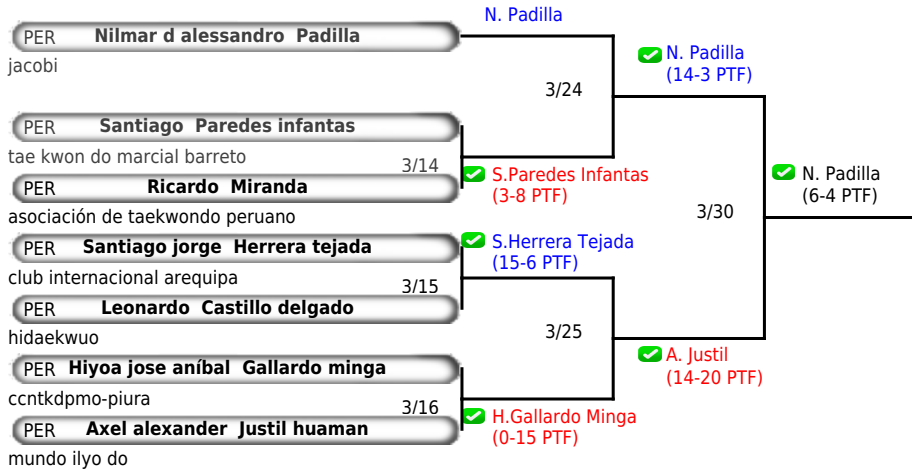 N. Padilla
PER Nilmar d alessandro Padilla
jacobi
N. Padilla
(14-3 PTF)
3/24
PER Santiago Paredes infantas
tae kwon do marcial barreto
3/14
S.Paredes Infantas
(3-8 PTF)
PER Ricardo Miranda
asociación de taekwondo peruano
N. Padilla
(6-4 PTF)
3/30
PER Santiago jorge Herrera tejada
club internacional arequipa
S.Herrera Tejada
(15-6 PTF)
3/15
PER Leonardo Castillo delgado
hidaekwuo
3/25
A. Justil
(14-20 PTF)
PER Hiyoa jose aníbal Gallardo minga
ccntkdpmo-piura
3/16
H.Gallardo Minga
(0-15 PTF)
PER Axel alexander Justil huaman
mundo ilyo do